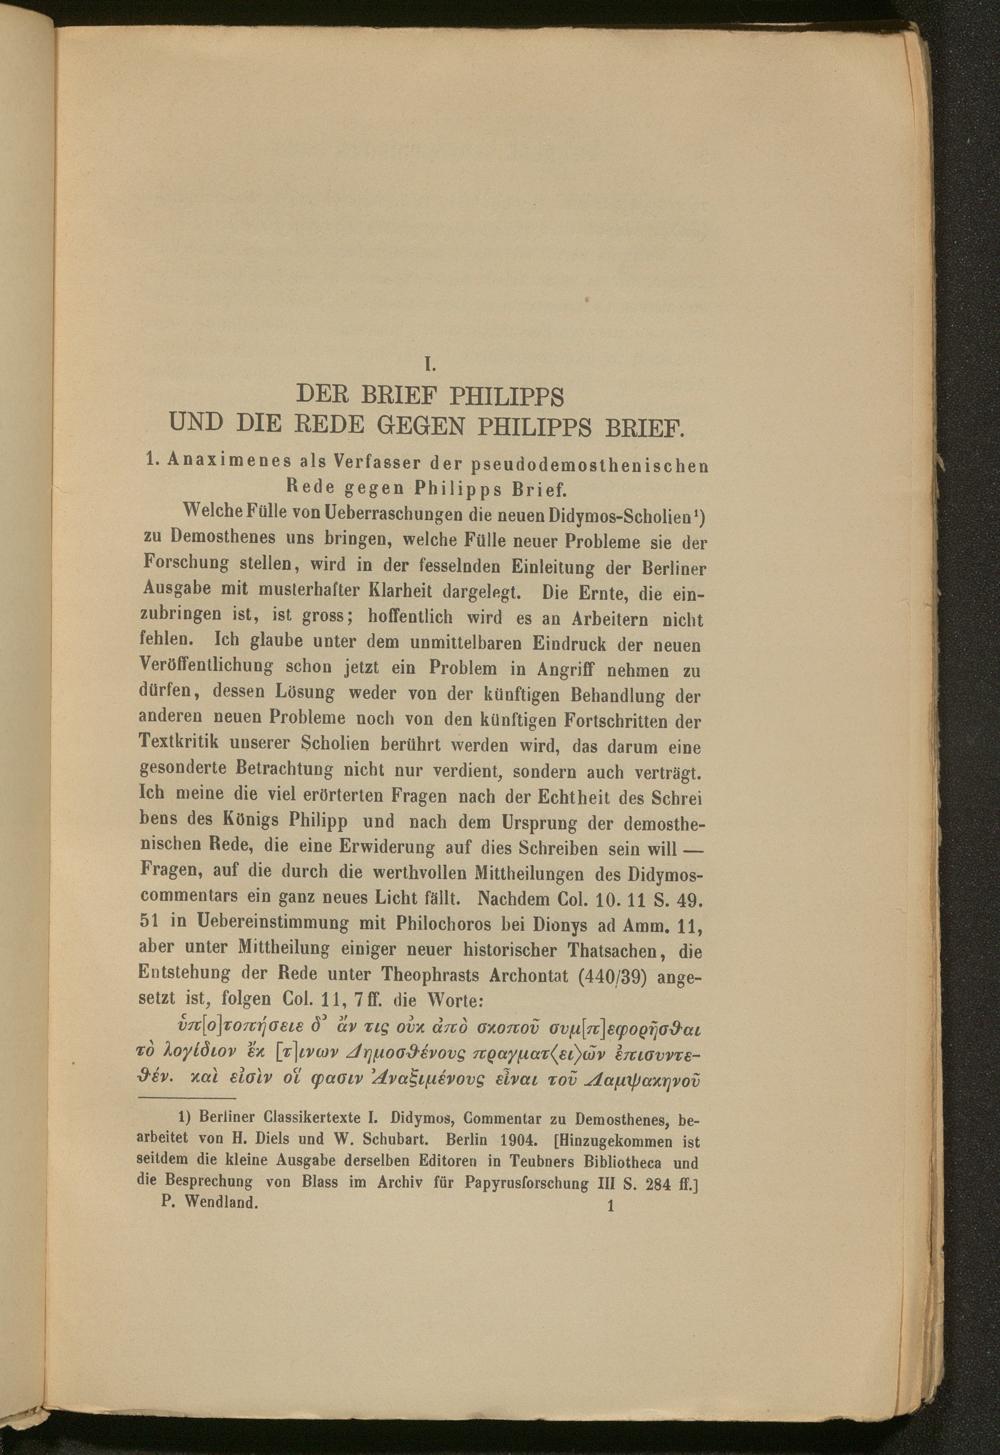 I.
DER BRIEF PHILIPPS
UND DIE REDE GEGEN PHILIPPS BRIEF.
1. Anaximenes als Verfasser der pseudodemosthenischen
Rede gegen Philipps Brief.
Welche Fülle von Ueberraschungen die neuen Didymos-Scholien¹)
zu Demosthenes uns bringen, welche Fülle neuer Probleme sie der
Forschung stellen, wird in der fesselnden Einleitung der Berliner
Ausgabe mit musterhafter Klarheit dargelegt. Die Ernte, die ein-
zubringen ist, ist gross; hoffentlich wird es an Arbeitern nicht
fehlen. Ich glaube unter dem unmittelbaren Eindruck der neuen
Veröffentlichung schon jetzt ein Problem in Angriff nehmen zu
dürfen, dessen Lösung weder von der künftigen Behandlung der
anderen neuen Probleme noch von den künftigen Fortschritten der
Textkritik unserer Scholien berührt werden wird, das darum eine
gesonderte Betrachtung nicht nur verdient, sondern auch verträgt.
Ich meine die viel erörterten Fragen nach der Echtheit des Schrei
bens des Königs Philipp und nach dem Ursprung der demosthe-
nischen Rede, die eine Erwiderung auf dies Schreiben sein will —
Fragen, auf die durch die werthvollen Mittheilungen des Didymos-
commentars ein ganz neues Licht fällt. Nachdem Col. 10. 11 S. 49.
51 in Uebereinstimmung mit Philochoros bei Dionys ad Amm. 11,
aber unter Mittheilung einiger neuer historischer Thatsachen, die
Entstehung der Rede unter Theophrasts Archontat (440/39) ange-
setzt ist, folgen Col. 11, 7 ff. die Worte:
ὑπ[ο]τοπήσειε δ᾽ ἄν τις οὐκ ἀπὸ σκοποῦ συμ[π]εφορῆσθαι
τὸ λογίδιον ἔκ [τ]ινων Δημοσθένους πραγματ⟨ει⟩ῶν ἐπισυντε-
θέν. καὶ εἰσὶν οἵ φασιν Ἀναξιμένους εἶναι τοῦ Λαμψακηνοῦ
1) Berliner Classikertexte I. Didymos, Commentar zu Demosthenes, be-
arbeitet von H. Diels und W. Schubart. Berlin 1904. [Hinzugekommen ist
seitdem die kleine Ausgabe derselben Editoren in Teubners Bibliotheca und
die Besprechung von Blass im Archiv für Papyrusforschung III S. 284 ff.]
P. Wendland. 1